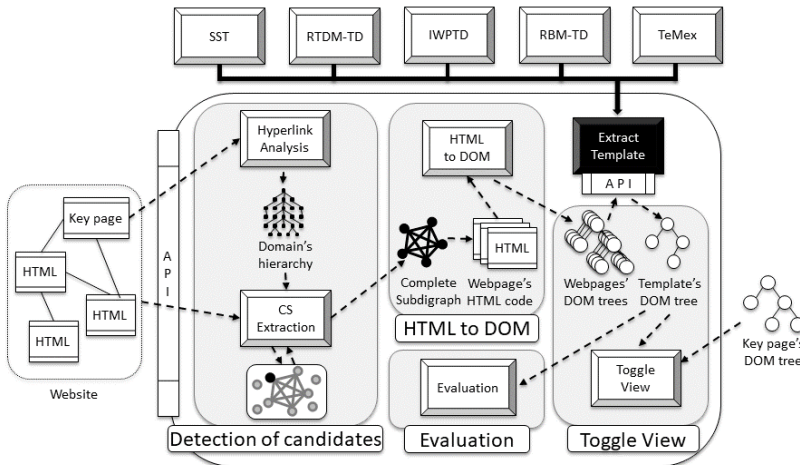 SST
RTDM-TD
IWPTD
RBM-TD
TeMex
Hyperlink
Analysis
HTML
to DOM
Extract
Template
API
Key page
HTML
HTML
HTML
Website
API
Domain's
hierarchy
CS
Extraction
Detection of candidates
Complete
Subdigraph
HTML
Webpage's
HTML code
HTML to DOM
Webpages'
DOM trees
Template's
DOM tree
Key page's
DOM tree
Evaluation
Evaluation
Toggle
View
Toggle View